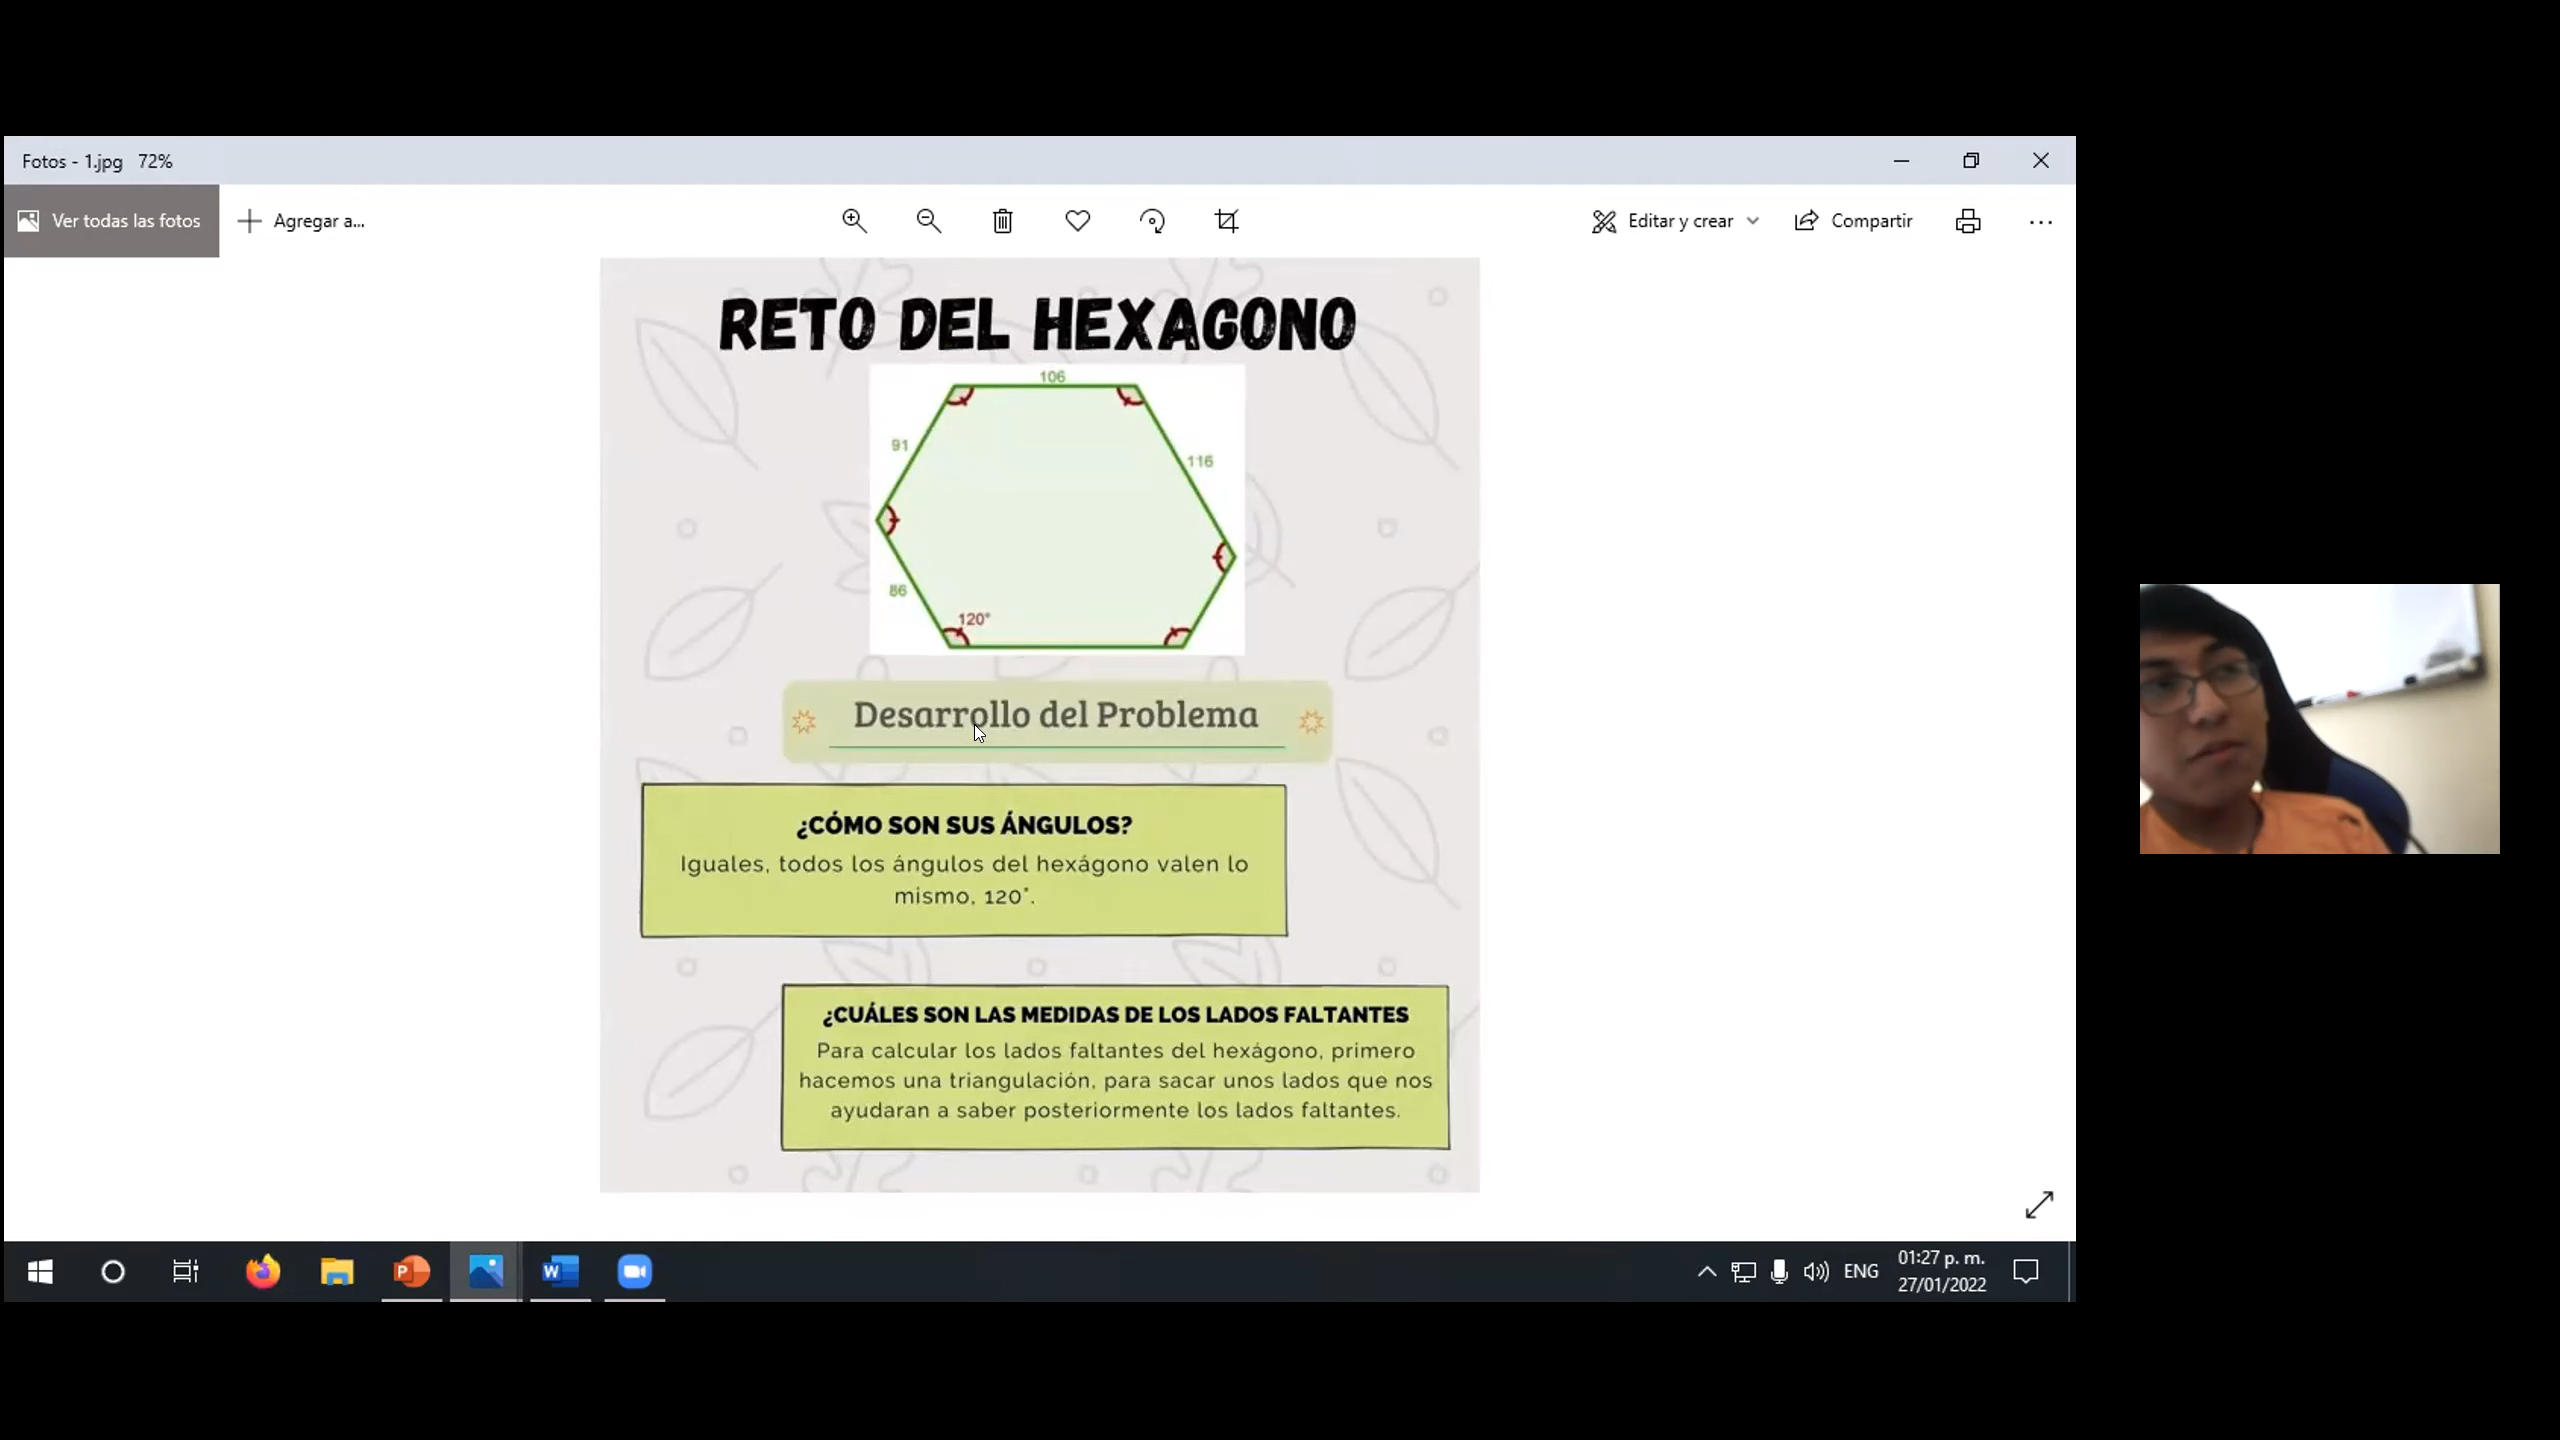 Fotos - 1.jpg 72%
Ver todas las fotos
Agregar a...
Editar y crear
Compartir
RETO DEL HEXAGONO
106
91
116
86
120°
Desarrollo del Problema
¿CÓMO SON SUS ÁNGULOS?
Iguales, todos los ángulos del hexágono valen lo
mismo, 120°.
¿CUÁLES SON LAS MEDIDAS DE LOS LADOS FALTANTES
Para calcular los lados faltantes del hexágono, primero
hacemos una triangulación, para sacar unos lados que nos
ayudaran a saber posteriormente los lados faltantes.
ENG
01:27 p. m.
27/01/2022